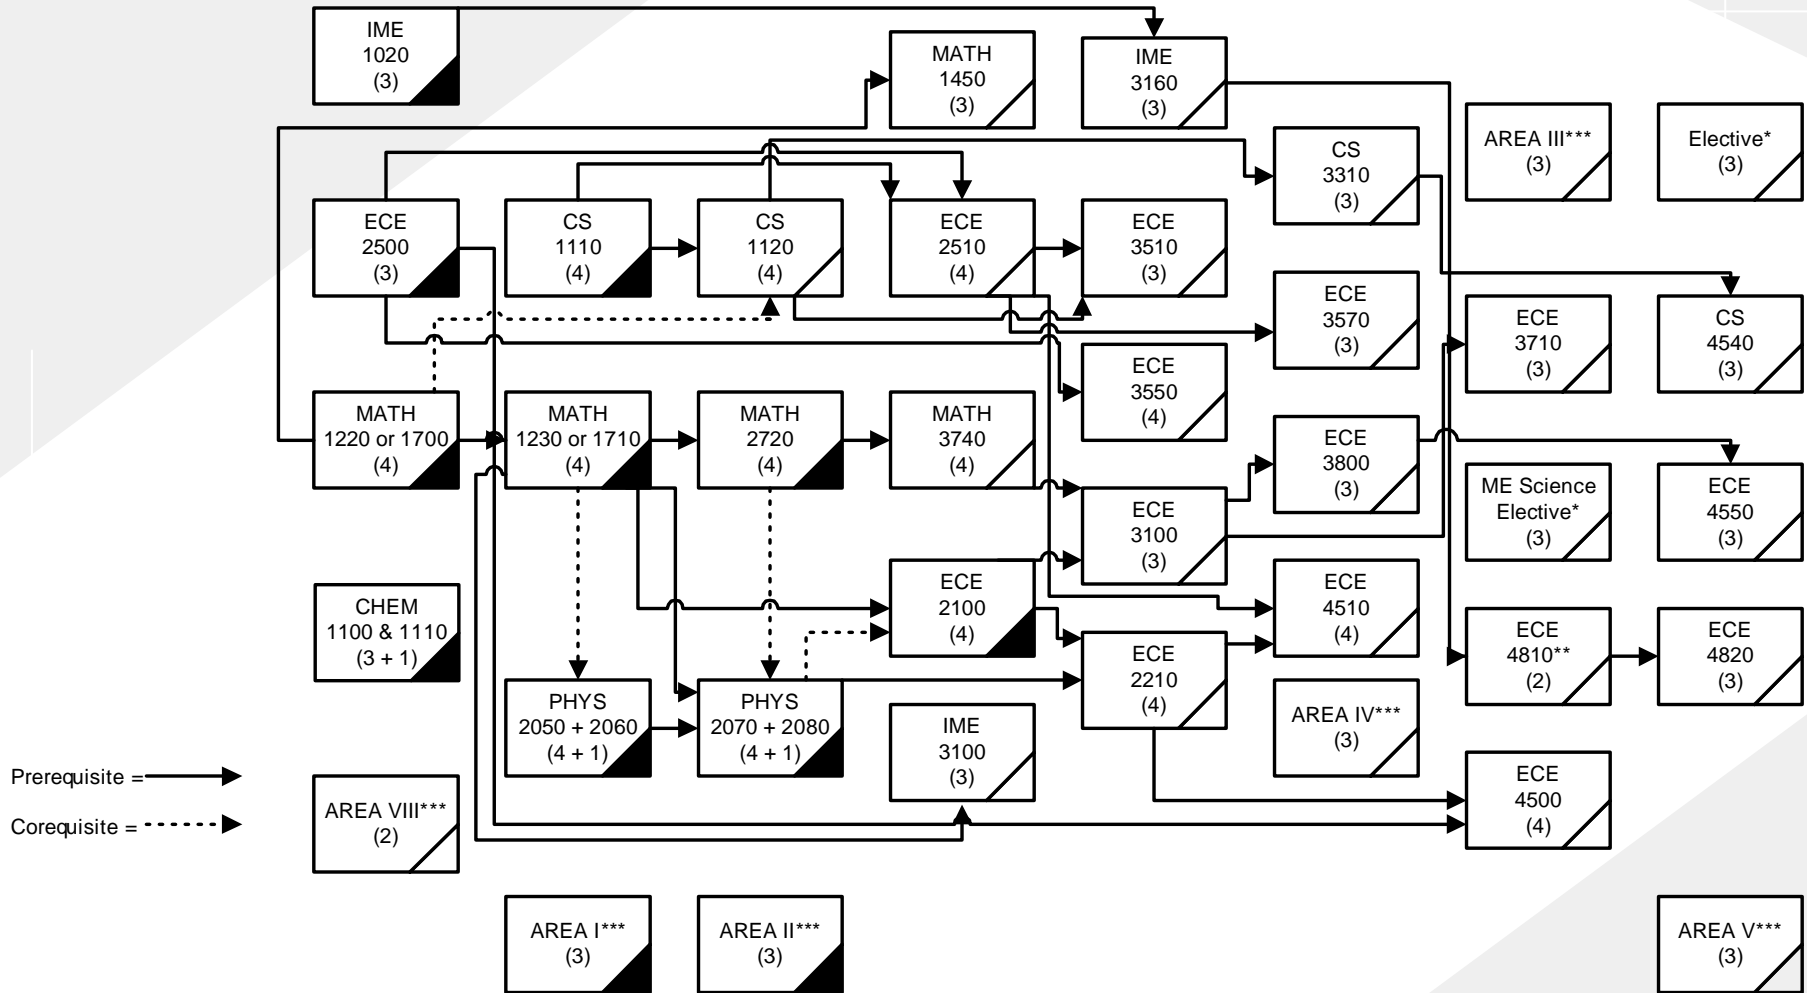 IME
1020
(3)
MATH
1450
(3)
IME
3160
(3)
AREA III***
(3)
Elective*
(3)
CS
3310
(3)
ECE
2500
(3)
CS
1110
(4)
CS
1120
(4)
ECE
2510
(4)
ECE
3510
(3)
ECE
3570
(3)
ECE
3710
(3)
CS
4540
(3)
ECE
3550
(4)
MATH
1220 or 1700
(4)
MATH
1230 or 1710
(4)
MATH
2720
(4)
MATH
3740
(4)
ECE
3800
(3)
ME Science
Elective*
(3)
ECE
4550
(3)
ECE
3100
(3)
CHEM
1100 & 1110
(3 + 1)
ECE
2100
(4)
ECE
4510
(4)
ECE
4810**
(2)
ECE
4820
(3)
ECE
2210
(4)
PHYS
2050 + 2060
(4 + 1)
PHYS
2070 + 2080
(4 + 1)
IME
3100
(3)
AREA IV***
(3)
ECE
4500
(4)
Prerequisite =
Corequisite =
AREA VIII***
(2)
AREA I***
(3)
AREA II***
(3)
AREA V***
(3)